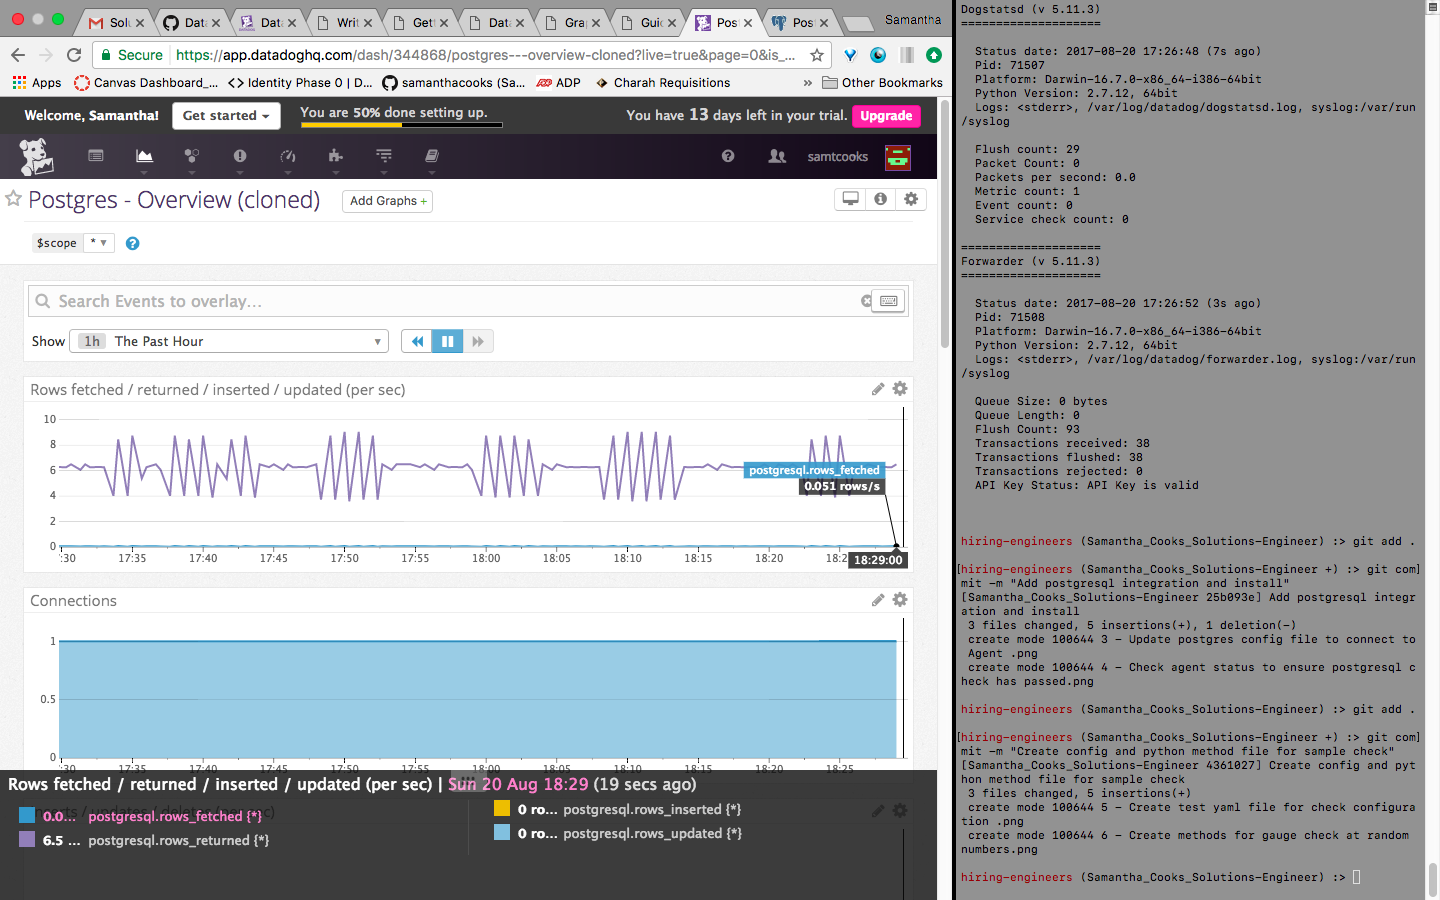 Solu
Data
Data
Writ
Gett
Data
Grap
Guid
Post
Post
Samantha
Secure
https://app.datadoghq.com/dash/344868/postgres---overview-cloned?live=true&page=0&is_...
Apps
Canvas Dashboard_...
Identity Phase 0 | D...
samanthacooks (Sa...
ADP
Charah Requisitions
»
Other Bookmarks
Welcome, Samantha!
Get started
You are 50% done setting up.
You have 13 days left in your trial.
Upgrade
samtcooks
Postgres - Overview (cloned)
Add Graphs +
$scope
*
Search Events to overlay...
Show
1h
The Past Hour
Rows fetched / returned / inserted / updated (per sec)
10
8
6
4
2
0
postgresql.rows_fetched
0.051 rows/s
:30
17:35
17:40
17:45
17:50
17:55
18:00
18:05
18:10
18:15
18:20
18:2
18:29:00
Connections
1
0.5
0
:30
17:35
17:40
17:45
17:50
17:55
18:00
18:05
18:10
18:15
18:20
18:25
Rows fetched / returned / inserted / updated (per sec) | Sun 20 Aug 18:29 (19 secs ago)
0.0... postgresql.rows_fetched {*}
6.5 ... postgresql.rows_returned {*}
0 ro... postgresql.rows_inserted {*}
0 ro... postgresql.rows_updated {*}
Dogstatsd (v 5.11.3)
====================
Status date: 2017-08-20 17:26:48 (7s ago)
Pid: 71507
Platform: Darwin-16.7.0-x86_64-i386-64bit
Python Version: 2.7.12, 64bit
Logs: <stderr>, /var/log/datadog/dogstatsd.log, syslog:/var/run
/syslog
Flush count: 29
Packet Count: 0
Packets per second: 0.0
Metric count: 1
Event count: 0
Service check count: 0
====================
Forwarder (v 5.11.3)
====================
Status date: 2017-08-20 17:26:52 (3s ago)
Pid: 71508
Platform: Darwin-16.7.0-x86_64-i386-64bit
Python Version: 2.7.12, 64bit
Logs: <stderr>, /var/log/datadog/forwarder.log, syslog:/var/run
/syslog
Queue Size: 0 bytes
Queue Length: 0
Flush Count: 93
Transactions received: 38
Transactions flushed: 38
Transactions rejected: 0
API Key Status: API Key is valid
hiring-engineers (Samantha_Cooks_Solutions-Engineer) :> git add .
[hiring-engineers (Samantha_Cooks_Solutions-Engineer +) :> git com]
mit -m "Add postgresql integration and install"
[Samantha_Cooks_Solutions-Engineer 25b093e] Add postgresql integr
ation and install
3 files changed, 5 insertions(+), 1 deletion(-)
create mode 100644 3 - Update postgres config file to connect to
Agent .png
create mode 100644 4 - Check agent status to ensure postgresql c
heck has passed.png
hiring-engineers (Samantha_Cooks_Solutions-Engineer) :> git add .
[hiring-engineers (Samantha_Cooks_Solutions-Engineer +) :> git com]
mit -m "Create config and python method file for sample check"
[Samantha_Cooks_Solutions-Engineer 4361027] Create config and pyt
hon method file for sample check
3 files changed, 5 insertions(+)
create mode 100644 5 - Create test yaml file for check configura
tion .png
create mode 100644 6 - Create methods for gauge check at random
numbers.png
hiring-engineers (Samantha_Cooks_Solutions-Engineer) :>